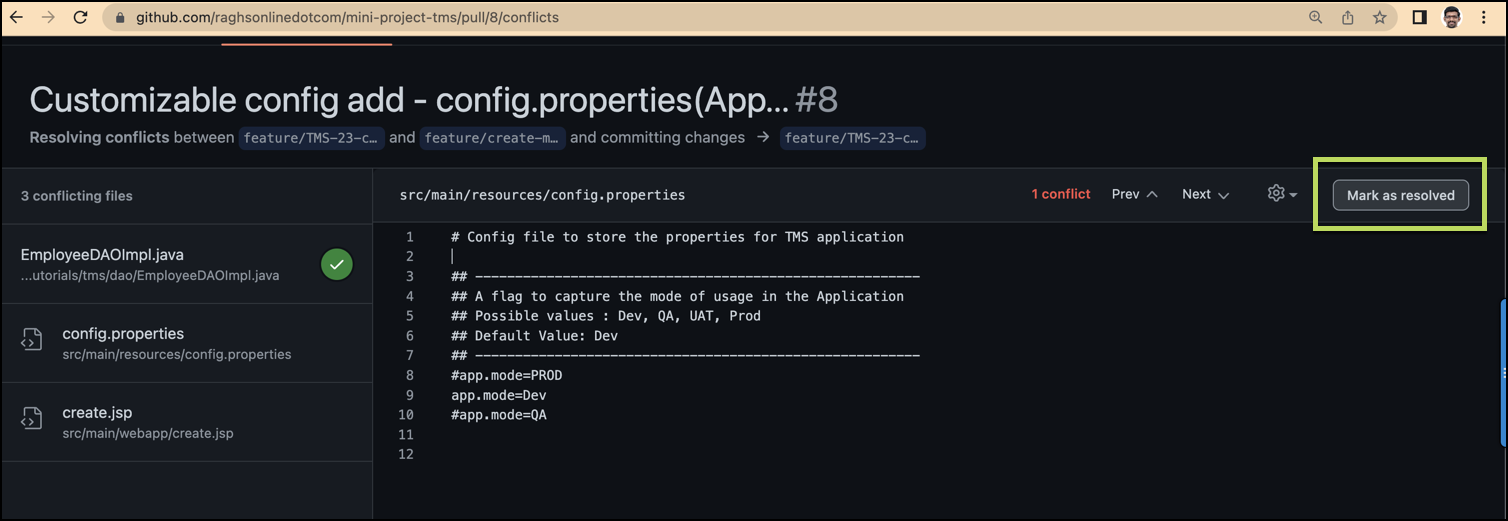 github.com/raghsonlinedotcom/mini-project-tms/pull/8/conflicts
Customizable config add - config.properties(App... #8
Resolving conflicts between feature/TMS-23-c… and feature/create-m… and committing changes → feature/TMS-23-c…
3 conflicting files
EmployeeDAOImpl.java
...utorials/tms/dao/EmployeeDAOImpl.java
config.properties
src/main/resources/config.properties
create.jsp
src/main/webapp/create.jsp
src/main/resources/config.properties 1 conflict Prev Next Mark as resolved
1 # Config file to store the properties for TMS application
2
3 ## --------------------------------------------------------
4 ## A flag to capture the mode of usage in the Application
5 ## Possible values : Dev, QA, UAT, Prod
6 ## Default Value: Dev
7 ## --------------------------------------------------------
8 #app.mode=PROD
9 app.mode=Dev
10 #app.mode=QA
11
12